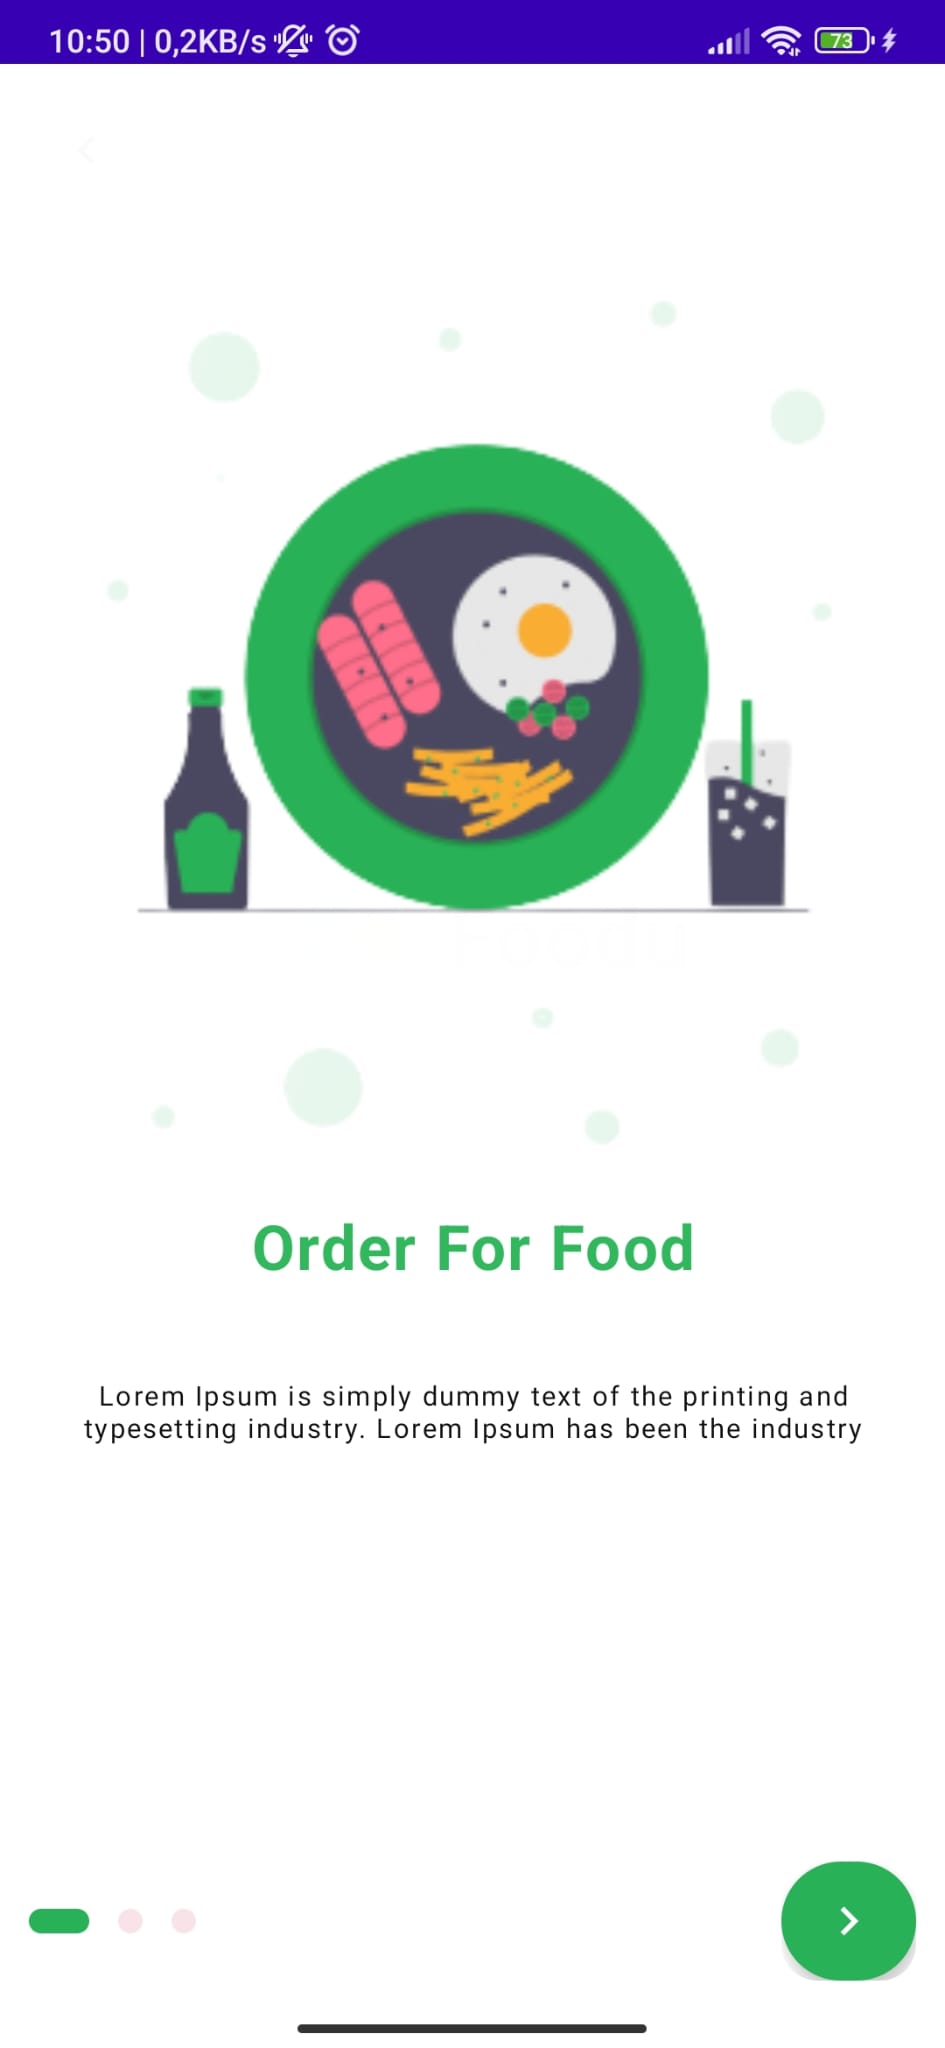 10:50 | 0,2KB/s
73
Order For Food
Lorem Ipsum is simply dummy text of the printing and
typesetting industry. Lorem Ipsum has been the industry